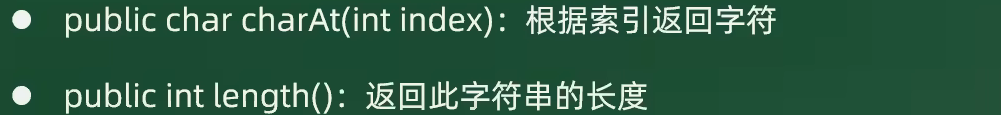 ● public char charAt(int index)：根据索引返回字符
● public int length()：返回此字符串的长度